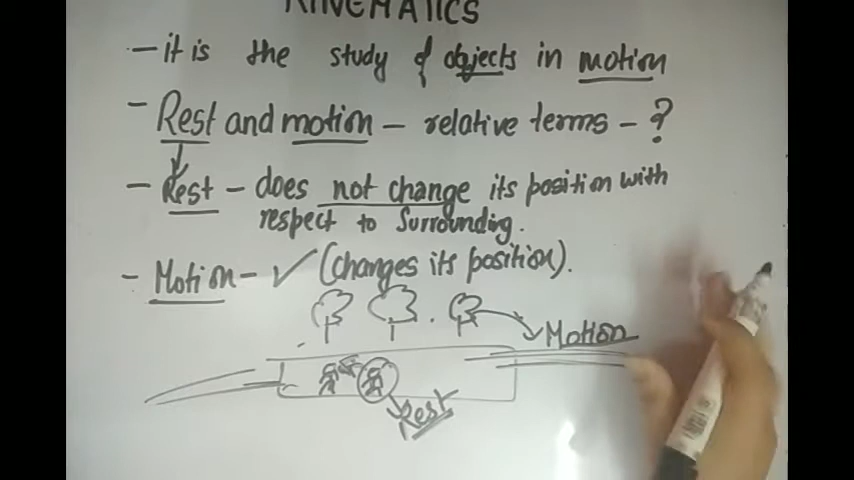 KINEMATICS
- it is the study of objects in motion
- Rest and motion - relative terms - ?
- Rest - does not change its position with
respect to Surrounding.
- Motion - ✓ (changes its position).
Motion
Rest